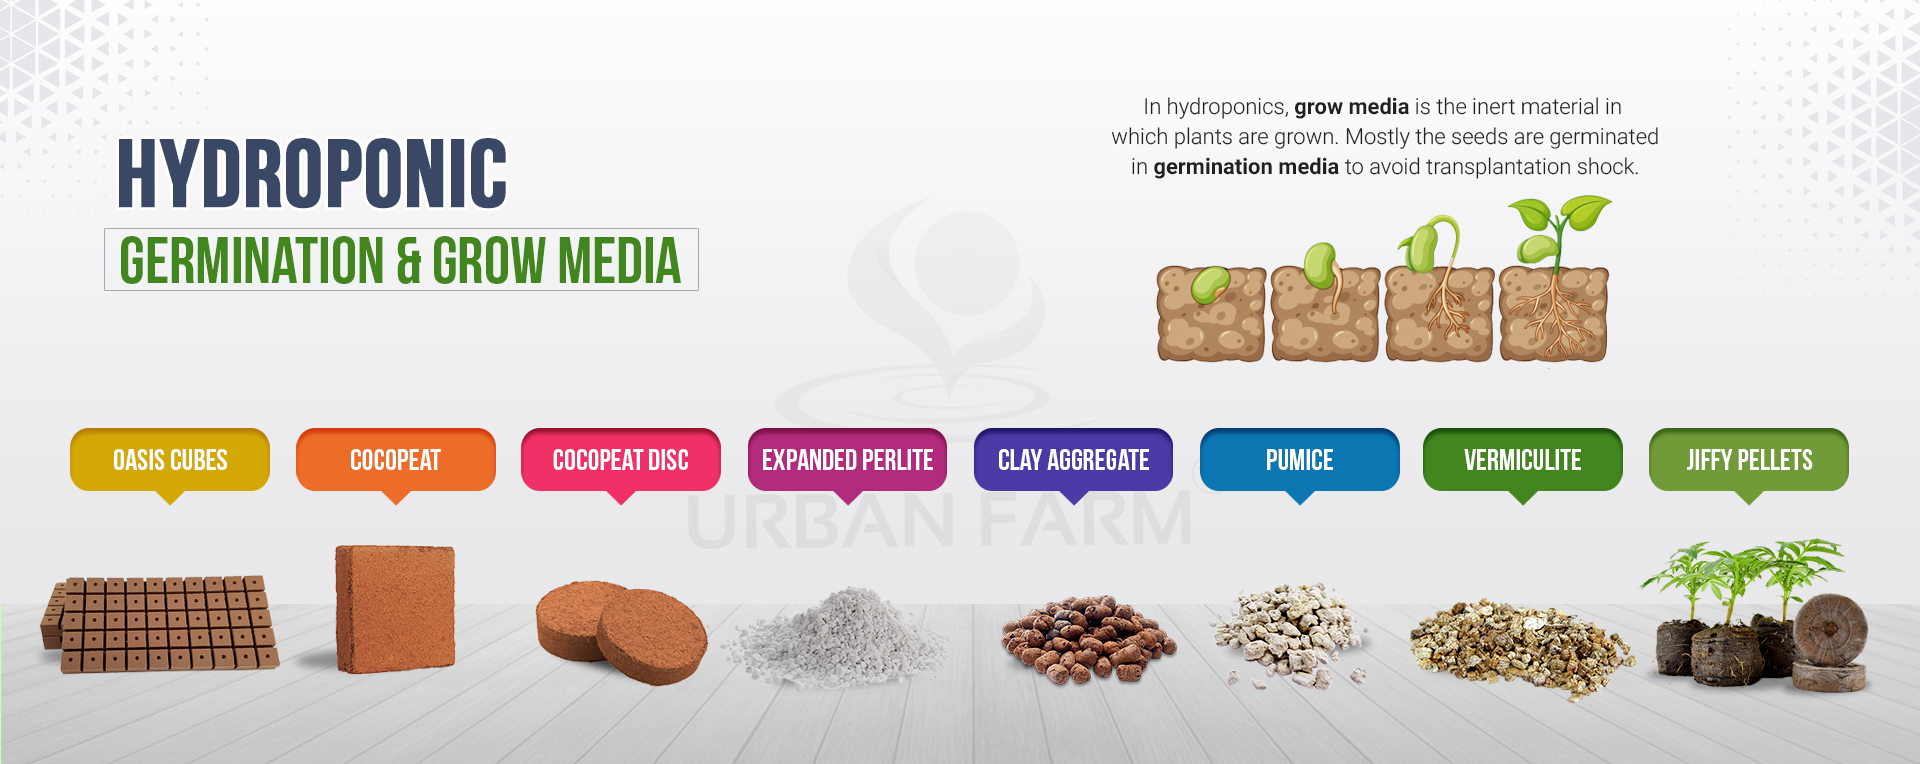 HYDROPONIC
GERMINATION & GROW MEDIA
In hydroponics, grow media is the inert material in
which plants are grown. Mostly the seeds are germinated
in germination media to avoid transplantation shock.
OASIS CUBES
COCOPEAT
COCOPEAT DISC
EXPANDED PERLITE
CLAY AGGREGATE
PUMICE
VERMICULITE
JIFFY PELLETS
URBAN FARM